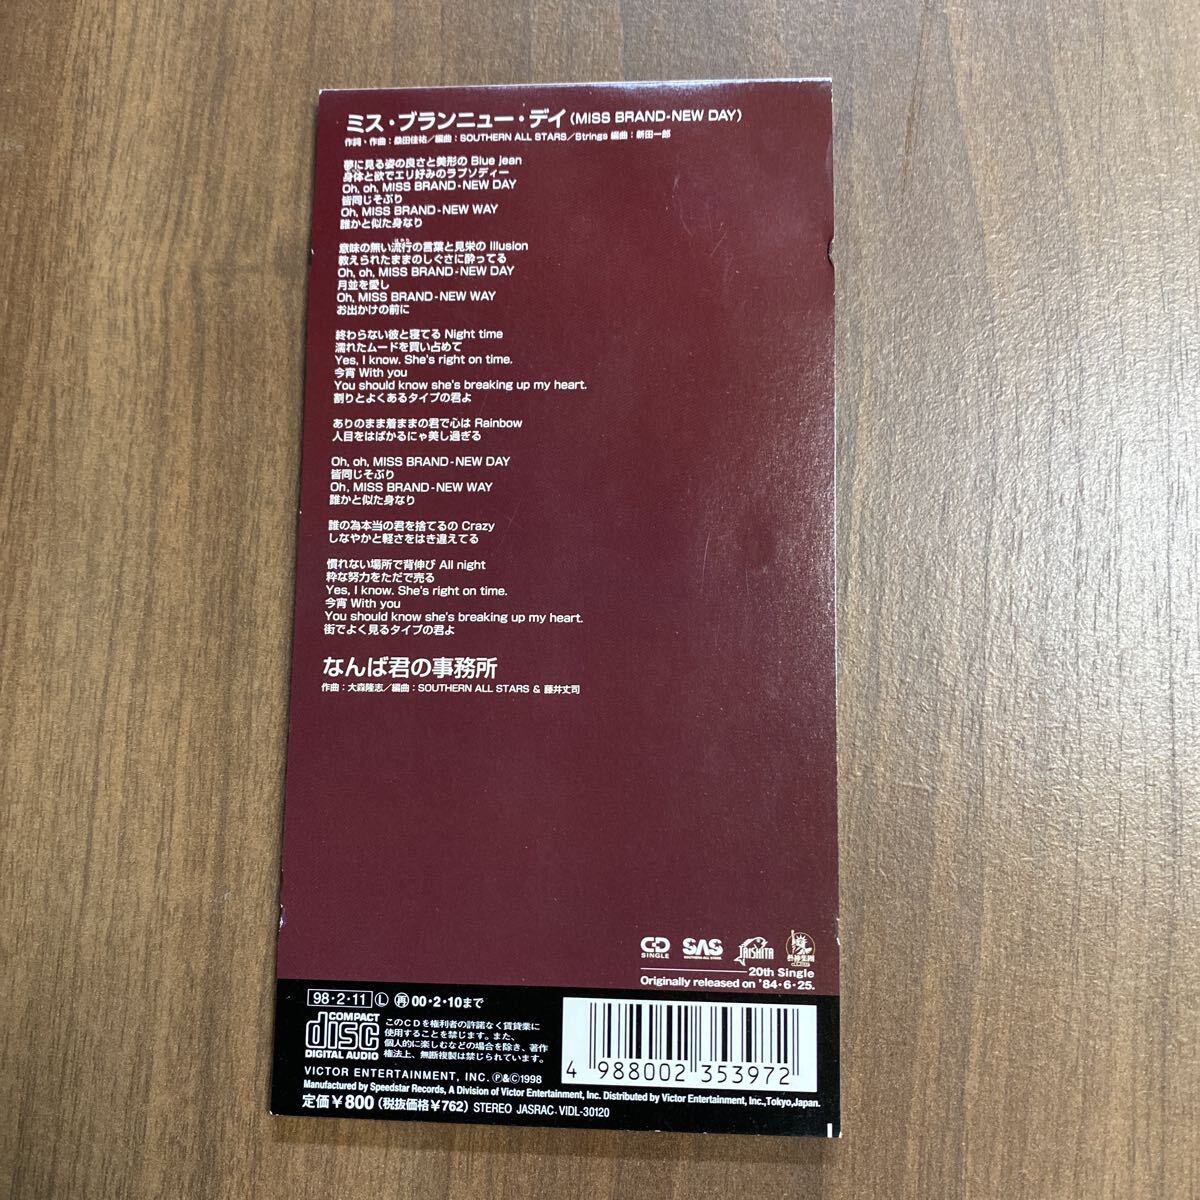 ミス・ブランニュー・デイ(MISS BRAND-NEW DAY)
作詞・作曲:桑田佳祐/編曲:SOUTHERN ALL STARS/Strings 編曲:新田一郎
夢に見る姿の良さと美形の Blue jean
身体と欲でエリ好みのラプソディー
Oh, oh, MISS BRAND-NEW DAY
皆同じそぶり
Oh, MISS BRAND-NEW WAY
誰かと似た身なり
意味の無い流行の言葉と見栄の Illusion
教えられたままのしぐさに酔ってる
Oh, oh, MISS BRAND-NEW DAY
月並を愛し
Oh, MISS BRAND-NEW WAY
お出かけの前に
終わらない彼と寝てる Night time
濡れたムードを買い占めて
Yes, I know. She's right on time.
今宵 With you
You should know she's breaking up my heart.
割りとよくあるタイプの君よ
ありのまま着ままの君で心は Rainbow
人目をはばかるにゃ美し過ぎる
Oh, oh, MISS BRAND-NEW DAY
皆同じそぶり
Oh, MISS BRAND-NEW WAY
誰かと似た身なり
誰の為本当の君を捨てるの Crazy
しなやかと軽さをはき違えてる
慣れない場所で背伸び All night
粋な努力をただで売る
Yes, I know. She's right on time.
今宵 With you
You should know she's breaking up my heart.
街でよく見るタイプの君よ
なんば君の事務所
作曲:大森隆志/編曲:SOUTHERN ALL STARS & 藤井丈司
CD SINGLE
SAS SOUTHERN ALL STARS
TAISHITA
20th Single
Originally released on '84・6・25.
98・2・11 Ⓛ ㊢ 00・2・10まで
COMPACT disc DIGITAL AUDIO
このCDを権利者の許諾なく賃貸業に
使用することを禁じます。また、
個人的に楽しむなどの場合を除き、著作
権法上、無断複製は禁じられています。
4 988002 353972
VICTOR ENTERTAINMENT, INC. Ⓟ&Ⓒ1998
Manufactured by Speedstar Records, A Division of Victor Entertainment, Inc. Distributed by Victor Entertainment, Inc.,Tokyo,Japan.
定価¥800(税抜価格¥762) STEREO JASRAC VIDL-30120